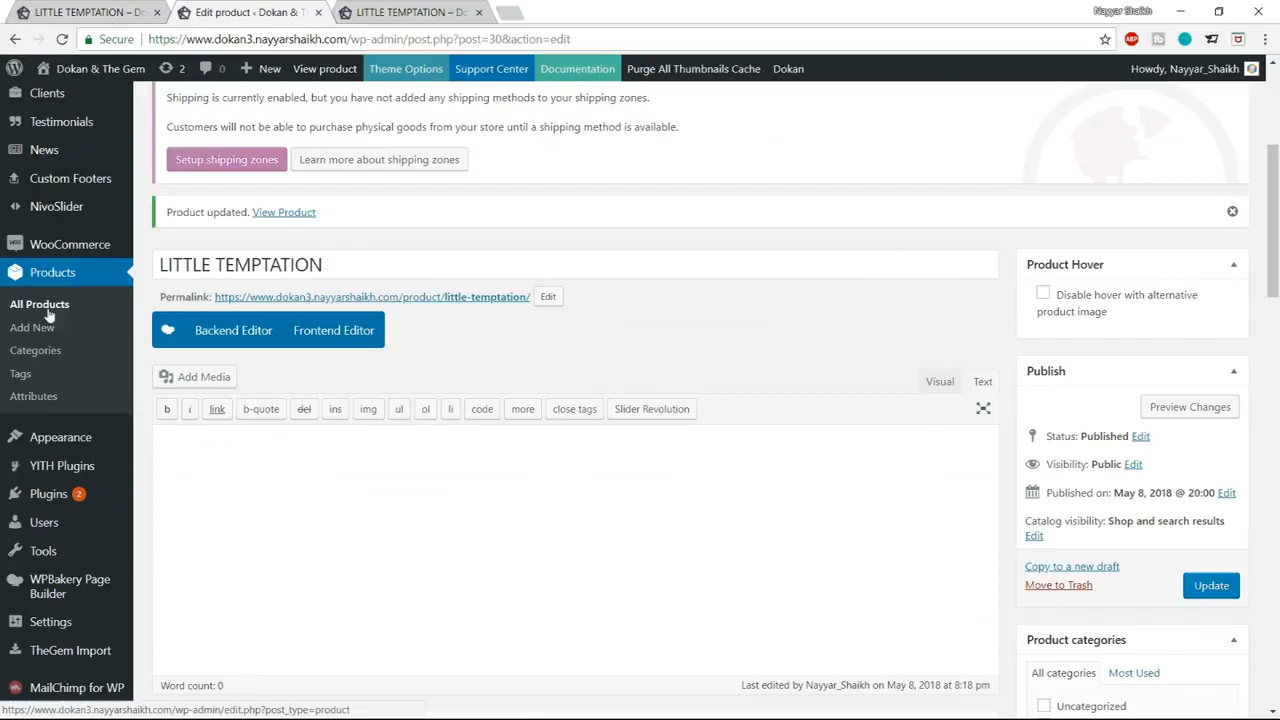 LITTLE TEMPTATION – Do
Edit product ‹ Dokan & T
LITTLE TEMPTATION – Do
Nayyar Shaikh
Secure
https://www.dokan3.nayyarshaikh.com/wp-admin/post.php?post=30&action=edit
ABP
Dokan & The Gem
2
0
New
View product
Theme Options
Support Center
Documentation
Purge All Thumbnails Cache
Dokan
Howdy, Nayyar_Shaikh
Clients
Testimonials
News
Custom Footers
NivoSlider
WooCommerce
Products
All Products
Add New
Categories
Tags
Attributes
Appearance
YITH Plugins
Plugins 2
Users
Tools
WPBakery Page
Builder
Settings
TheGem Import
MailChimp for WP
Shipping is currently enabled, but you have not added any shipping methods to your shipping zones.
Customers will not be able to purchase physical goods from your store until a shipping method is available.
Setup shipping zones
Learn more about shipping zones
Product updated. View Product
LITTLE TEMPTATION
Permalink: https://www.dokan3.nayyarshaikh.com/product/little-temptation/ Edit
Backend Editor
Frontend Editor
Add Media
Visual
Text
b
i
link
b-quote
del
ins
img
ul
ol
li
code
more
close tags
Slider Revolution
Word count: 0
Last edited by Nayyar_Shaikh on May 8, 2018 at 8:18 pm
Product Hover
Disable hover with alternative
product image
Publish
Preview Changes
Status: Published Edit
Visibility: Public Edit
Published on: May 8, 2018 @ 20:00 Edit
Catalog visibility: Shop and search results
Edit
Copy to a new draft
Move to Trash
Update
Product categories
All categories
Most Used
Uncategorized
https://www.dokan3.nayyarshaikh.com/wp-admin/edit.php?post_type=product